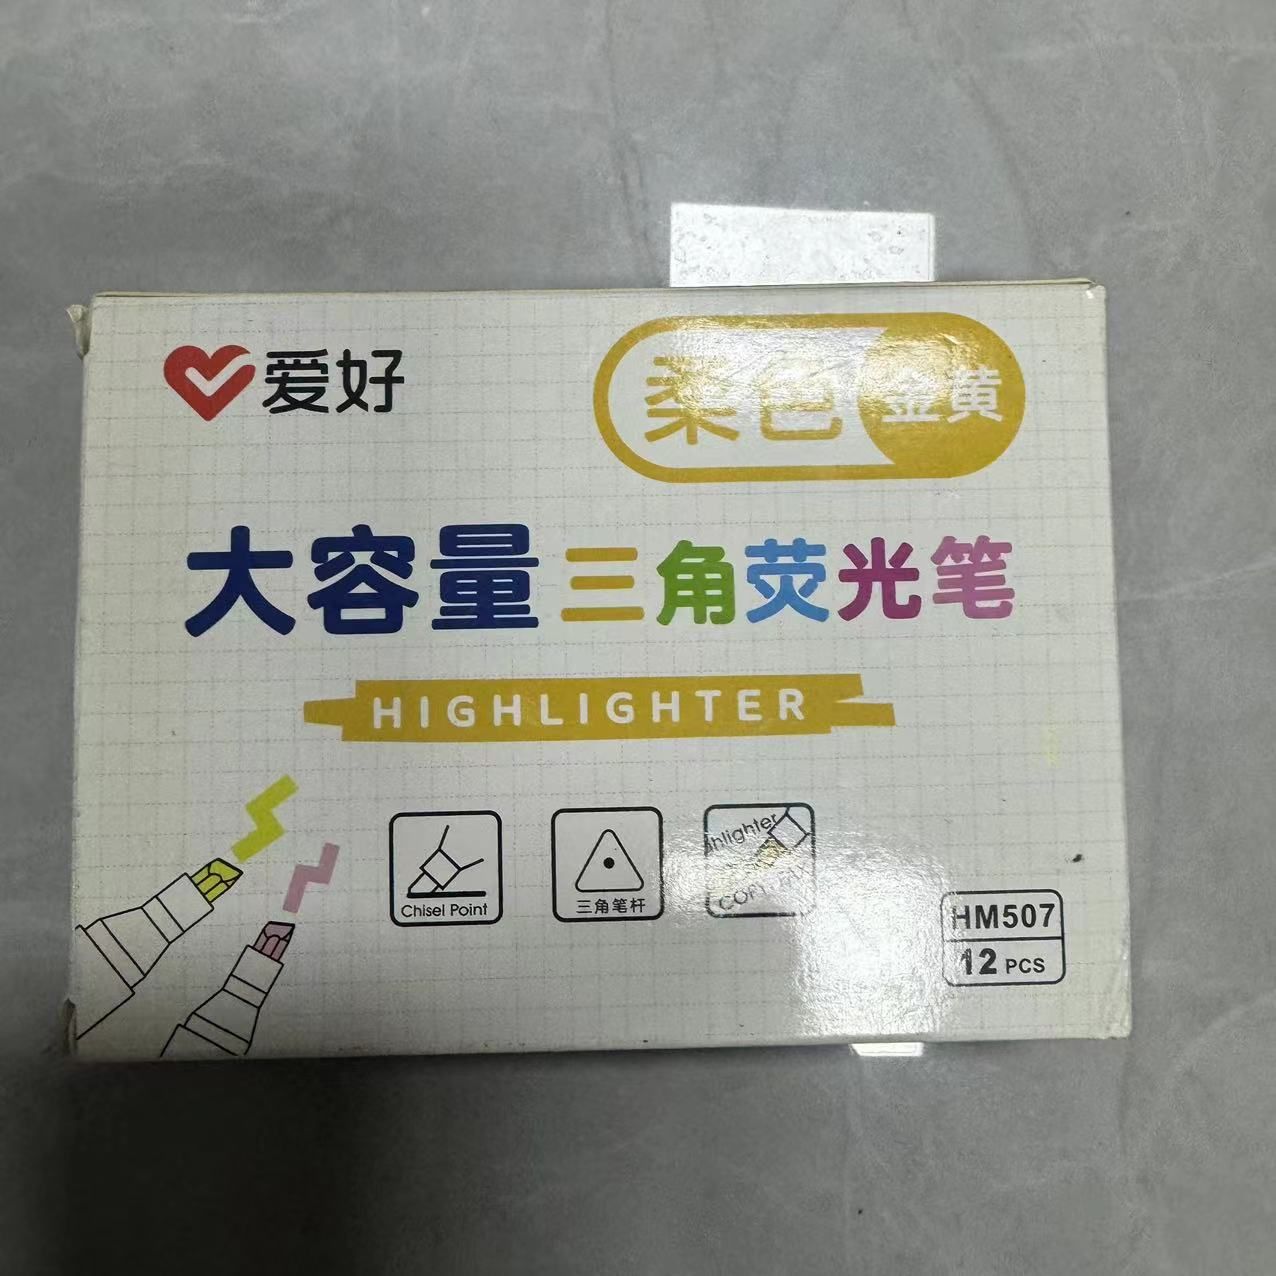 爱好
柔色 金黄
大容量三角荧光笔
HIGHLIGHTER
Chisel Point
三角笔杆
hlighter
HM507
12 PCS